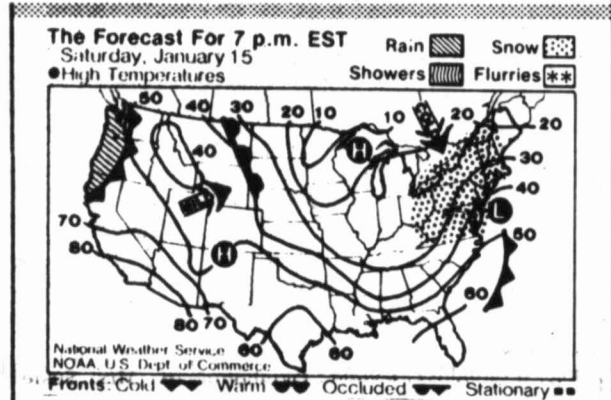 The Forecast For 7 p.m. EST
Saturday, January 15
●High Temperatures
Rain Snow
Showers Flurries
50 40 30 20 10 10 20 20
30
40
40
H
L
70
80
H
50
60
80 70
60 60
National Weather Service
NOAA, U.S. Dept. of Commerce
Fronts: Cold Warm Occluded Stationary